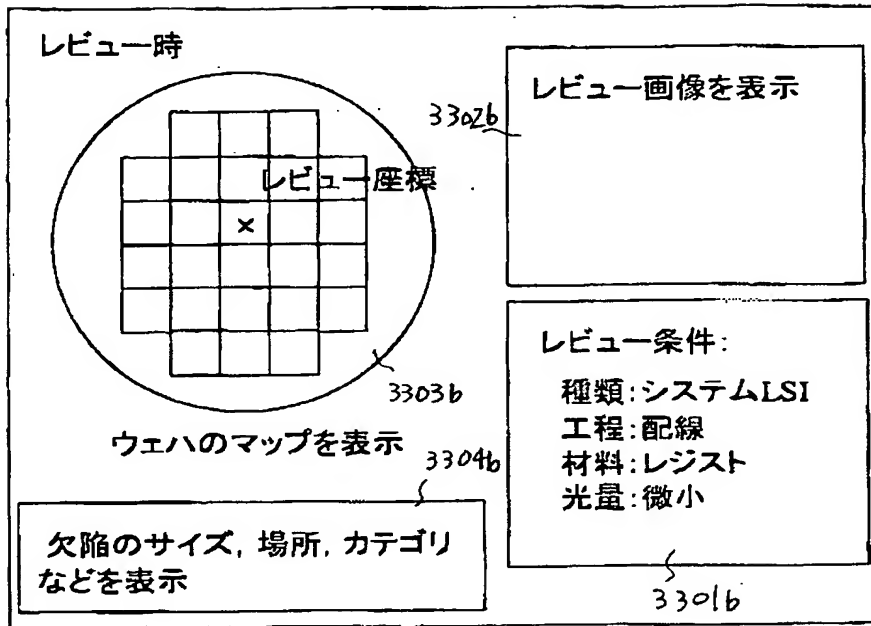 レビュー時
レビュー座標
×
3303b
ウェハのマップを表示
3302b
レビュー画像を表示
レビュー条件:
種類:システムLSI
工程:配線
材料:レジスト
光量:微小
3301b
3304b
欠陥のサイズ, 場所, カテゴリ
などを表示